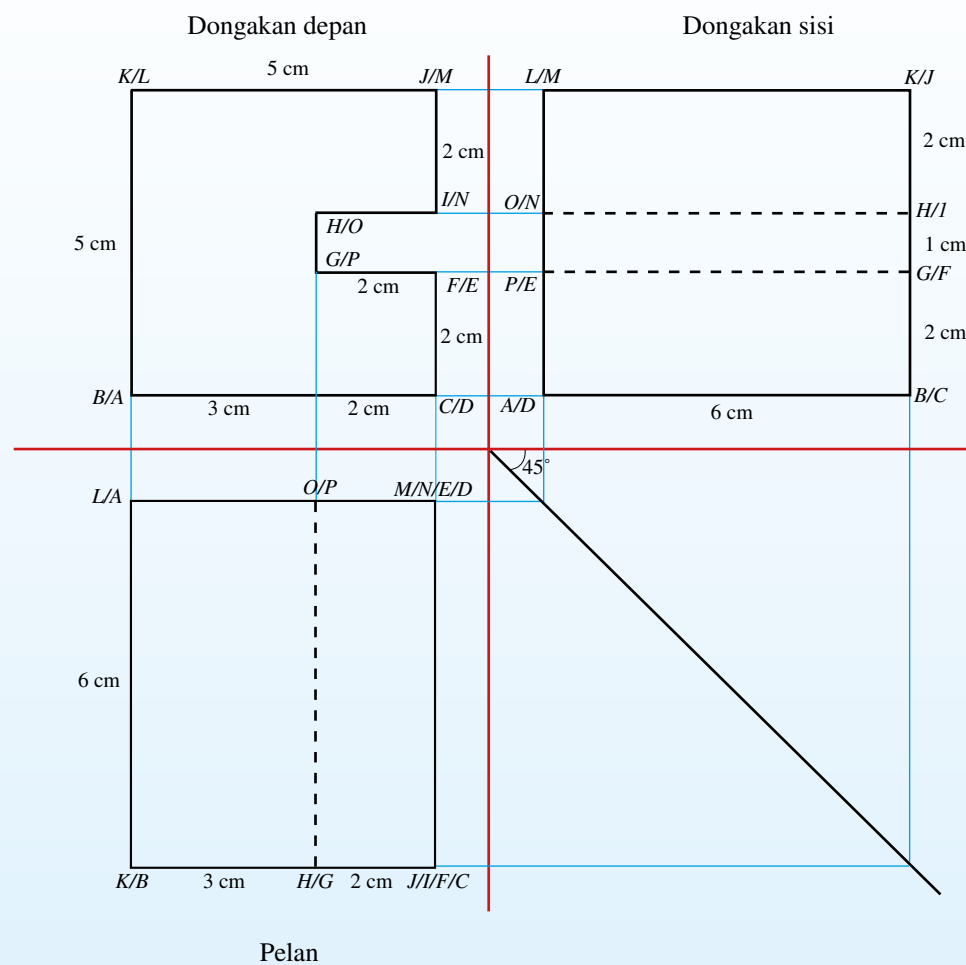 Dongakan depan
Dongakan sisi
K/L
5 cm
J/M
L/M
K/J
2 cm
2 cm
I/N
O/N
H/1
H/O
5 cm
1 cm
G/P
G/F
2 cm
F/E
P/E
2 cm
2 cm
B/A
3 cm
2 cm
C/D
A/D
6 cm
B/C
45°
L/A
O/P
M/N/E/D
6 cm
K/B
3 cm
H/G
2 cm
J/I/F/C
Pelan